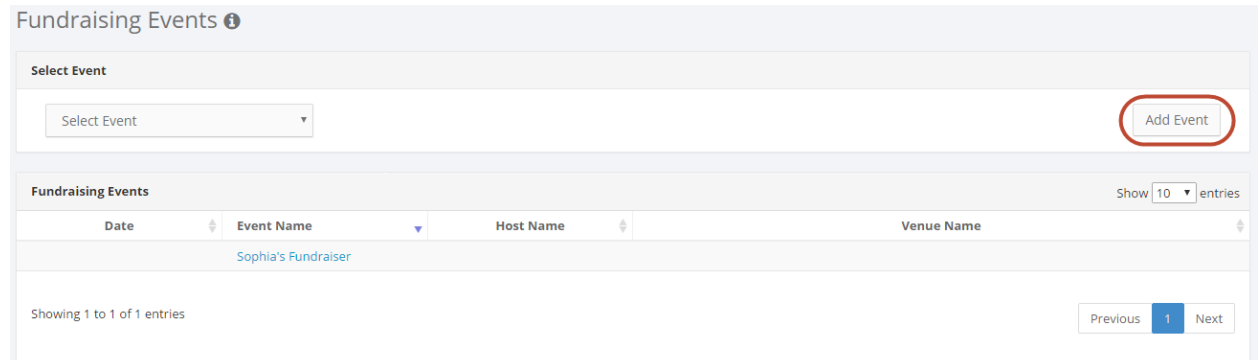 Fundraising Events
Select Event
Select Event
Add Event
Fundraising Events
Show 10 entries
Date Event Name Host Name Venue Name
Sophia's Fundraiser
Showing 1 to 1 of 1 entries
Previous 1 Next